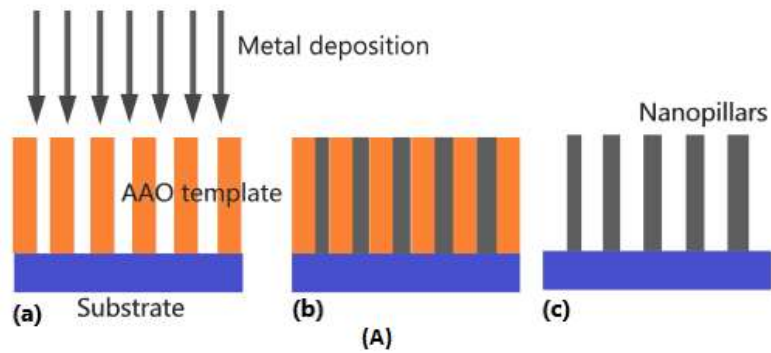 Metal deposition
Nanopillars
AAO template
Substrate
(a)
(b)
(c)
(A)